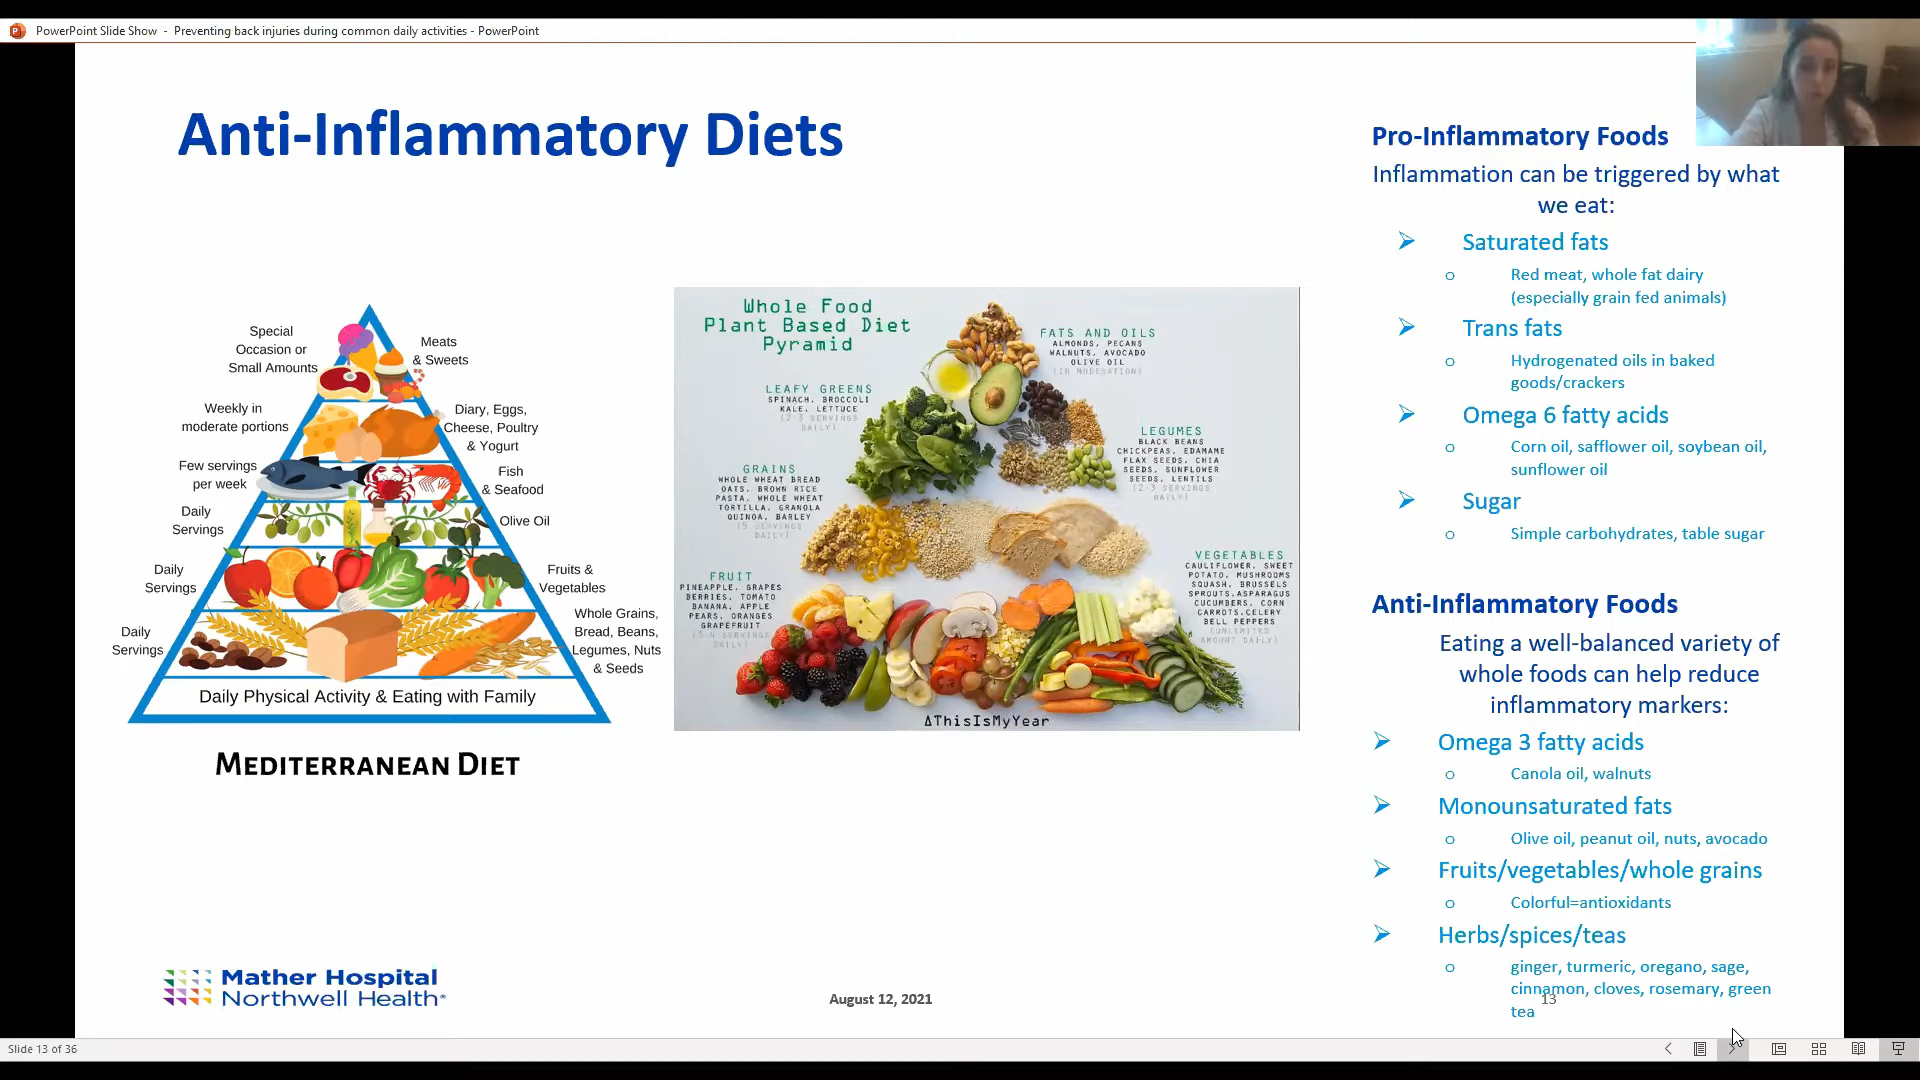 PowerPoint Slide Show - Preventing back injuries during common daily activities - PowerPoint
Anti-Inflammatory Diets
Special
Occasion or
Small Amounts
Meats
& Sweets
Weekly in
moderate portions
Diary, Eggs,
Cheese, Poultry
& Yogurt
Few servings
per week
Fish
& Seafood
Daily
Servings
Olive Oil
Daily
Servings
Fruits &
Vegetables
Daily
Servings
Whole Grains,
Bread, Beans,
Legumes, Nuts
& Seeds
Daily Physical Activity & Eating with Family
MEDITERRANEAN DIET
Whole Food
Plant Based Diet
Pyramid
FATS AND OILS
ALMONDS, PECANS
WALNUTS, AVOCADO
OLIVE OIL
(IN MODERATION)
LEAFY GREENS
SPINACH, BROCCOLI
KALE, LETTUCE
(2-3 SERVINGS
DAILY)
LEGUMES
BLACK BEANS
CHICKPEAS, EDAMAME
FLAX SEEDS, CHIA
SEEDS, SUNFLOWER
SEEDS, LENTILS
(2-3 SERVINGS
DAILY)
GRAINS
WHOLE WHEAT BREAD
OATS, BROWN RICE
PASTA, WHOLE WHEAT
TORTILLA, GRANOLA
QUINOA, BARLEY
(5 SERVINGS
DAILY)
VEGETABLES
CAULIFLOWER, SWEET
POTATO, MUSHROOMS
SQUASH, BRUSSELS
SPROUTS,ASPARAGUS
CUCUMBERS, CORN
CARROTS,CELERY
BELL PEPPERS
(UNLIMITED
AMOUNT DAILY)
FRUIT
PINEAPPLE, GRAPES
BERRIES, TOMATO
BANANA, APPLE
PEARS, ORANGES
GRAPEFRUIT
(3-4 SERVINGS
DAILY)
ΔThisIsMyYear
Pro-Inflammatory Foods
Inflammation can be triggered by what
we eat:
Saturated fats
Red meat, whole fat dairy
(especially grain fed animals)
Trans fats
Hydrogenated oils in baked
goods/crackers
Omega 6 fatty acids
Corn oil, safflower oil, soybean oil,
sunflower oil
Sugar
Simple carbohydrates, table sugar
Anti-Inflammatory Foods
Eating a well-balanced variety of
whole foods can help reduce
inflammatory markers:
Omega 3 fatty acids
Canola oil, walnuts
Monounsaturated fats
Olive oil, peanut oil, nuts, avocado
Fruits/vegetables/whole grains
Colorful=antioxidants
Herbs/spices/teas
ginger, turmeric, oregano, sage,
cinnamon, cloves, rosemary, green
tea
Mather Hospital
Northwell Health®
August 12, 2021
13
Slide 13 of 36